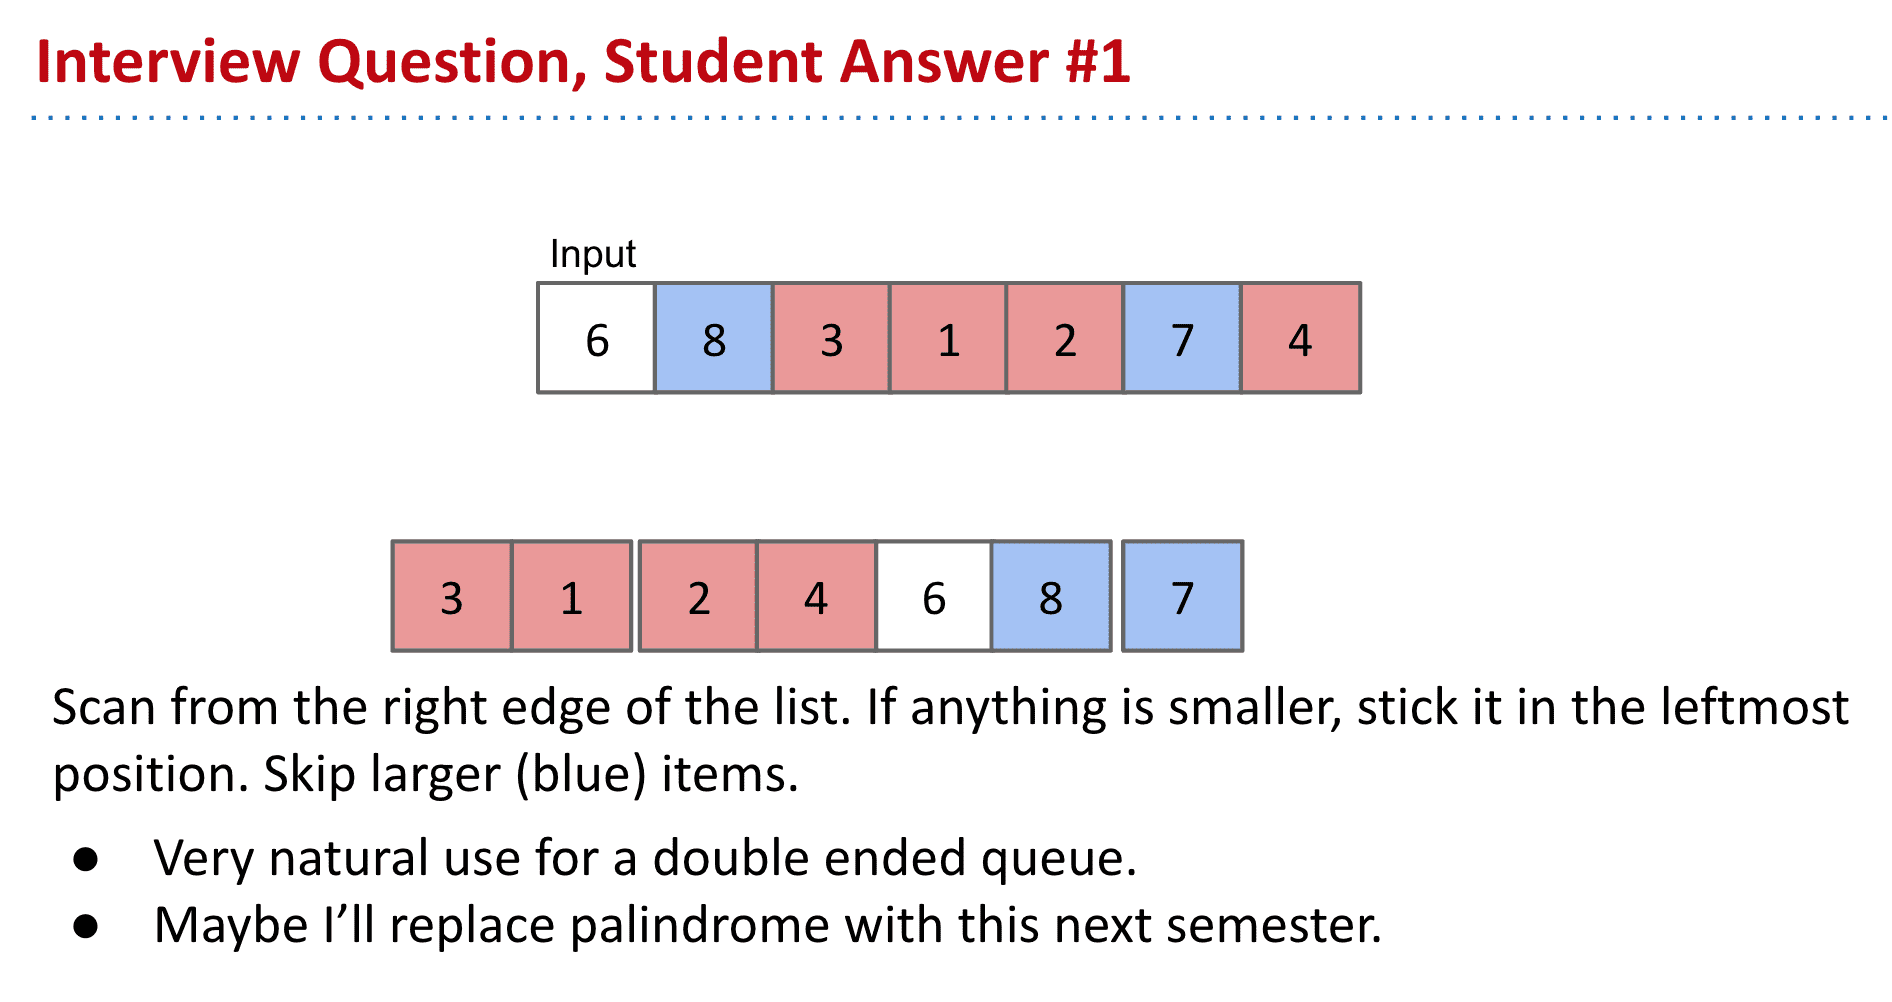 Interview Question, Student Answer #1
Input
6 8 3 1 2 7 4
3 1 2 4 6 8 7
Scan from the right edge of the list. If anything is smaller, stick it in the leftmost
position. Skip larger (blue) items.
● Very natural use for a double ended queue.
● Maybe I’ll replace palindrome with this next semester.